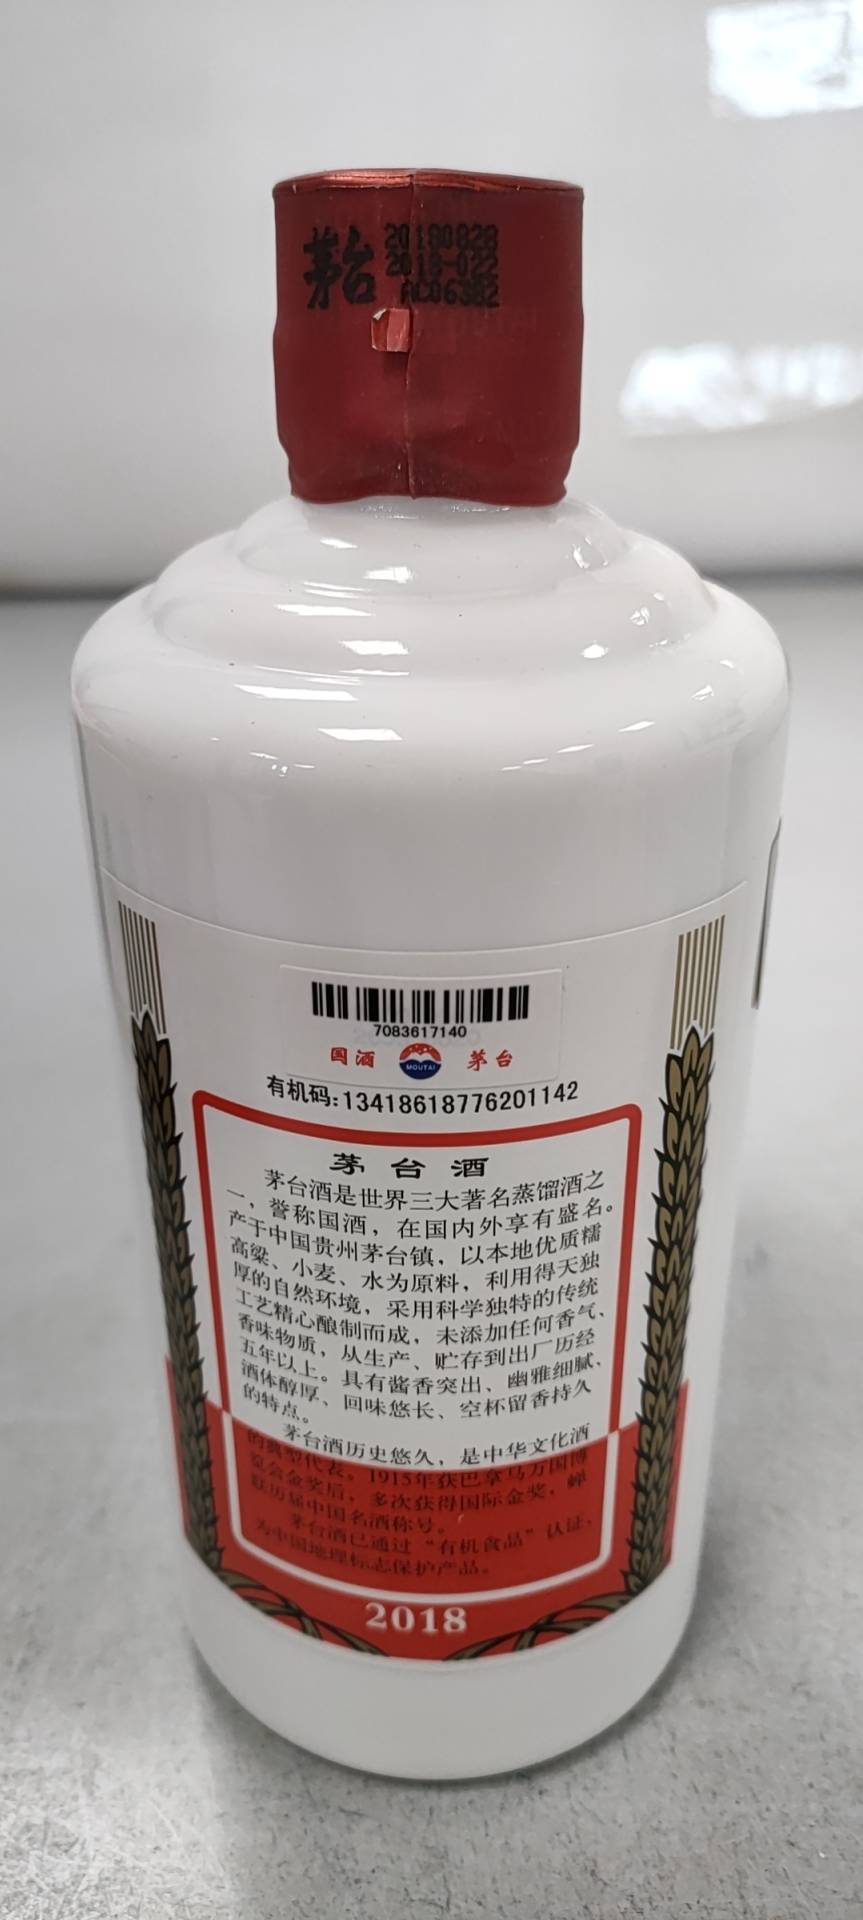 茅台
20180828
2018-022
AC06382
7083617140
国酒 MOUTAI 茅台
有机码:13418618776201142
茅台酒
茅台酒是世界三大著名蒸馏酒之
一，誉称国酒，在国内外享有盛名。
产于中国贵州茅台镇，以本地优质糯
高粱、小麦、水为原料，利用得天独
厚的自然环境，采用科学独特的传统
工艺精心酿制而成，未添加任何香气、
香味物质，从生产、贮存到出厂历经
五年以上。具有酱香突出、幽雅细腻、
酒体醇厚、回味悠长、空杯留香持久
的特点。
茅台酒历史悠久，是中华文化酒
的典型代表。1915年获巴拿马万国博
览会金奖后，多次获得国际金奖，蝉
联历届中国名酒称号。
茅台酒已通过“有机食品”认证，
为中国地理标志保护产品。
2018